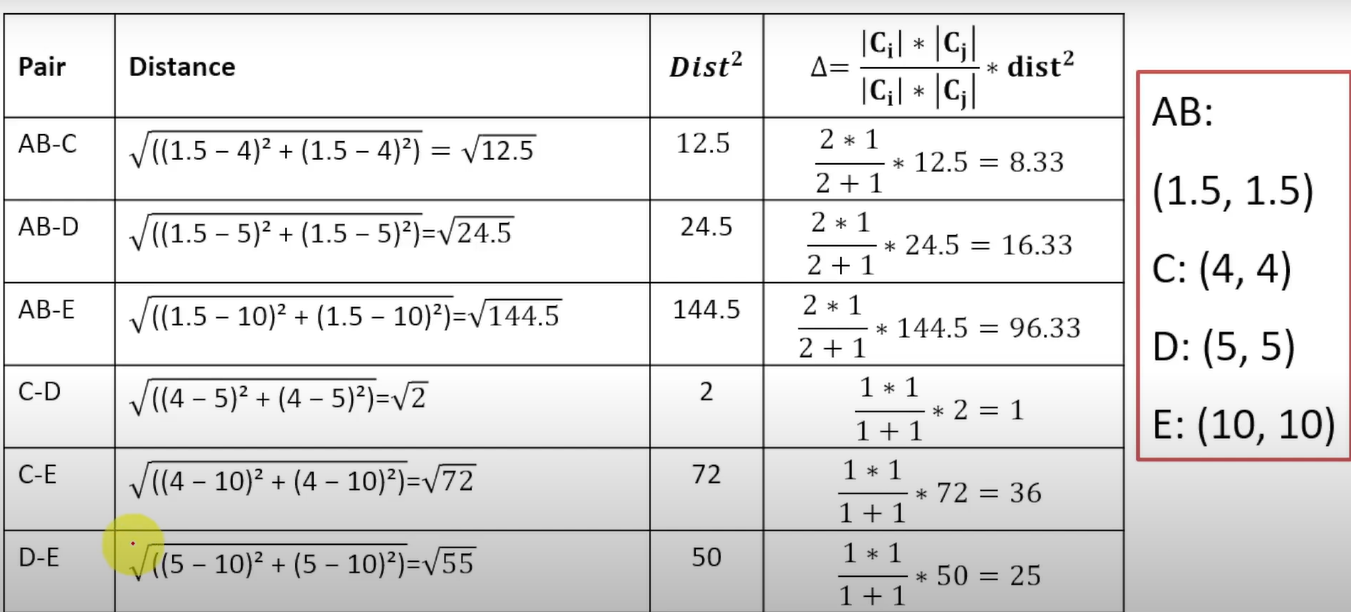 Pair Distance Dist² Δ= |Cᵢ| * |Cⱼ| / |Cᵢ| * |Cⱼ| * dist²
AB-C √((1.5 – 4)² + (1.5 – 4)²) = √12.5 12.5 2 * 1 / 2 + 1 * 12.5 = 8.33
AB-D √((1.5 – 5)² + (1.5 – 5)²)=√24.5 24.5 2 * 1 / 2 + 1 * 24.5 = 16.33
AB-E √((1.5 – 10)² + (1.5 – 10)²)=√144.5 144.5 2 * 1 / 2 + 1 * 144.5 = 96.33
C-D √((4 – 5)² + (4 – 5)²)=√2 2 1 * 1 / 1 + 1 * 2 = 1
C-E √((4 – 10)² + (4 – 10)²)=√72 72 1 * 1 / 1 + 1 * 72 = 36
D-E √((5 – 10)² + (5 – 10)²)=√55 50 1 * 1 / 1 + 1 * 50 = 25
AB:
(1.5, 1.5)
C: (4, 4)
D: (5, 5)
E: (10, 10)